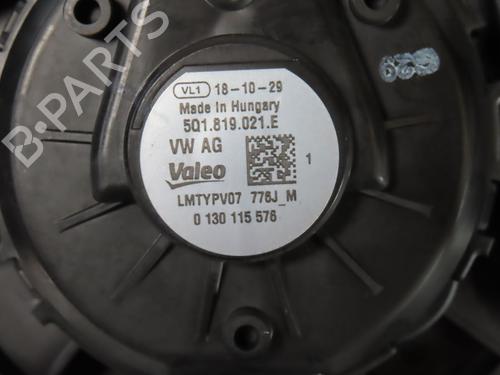 VL1 18-10-29
Made in Hungary
5Q1.819.021.E
VW AG
Valeo
1
LMTYPV07 776J_M
0 130 115 576
B-PARTS